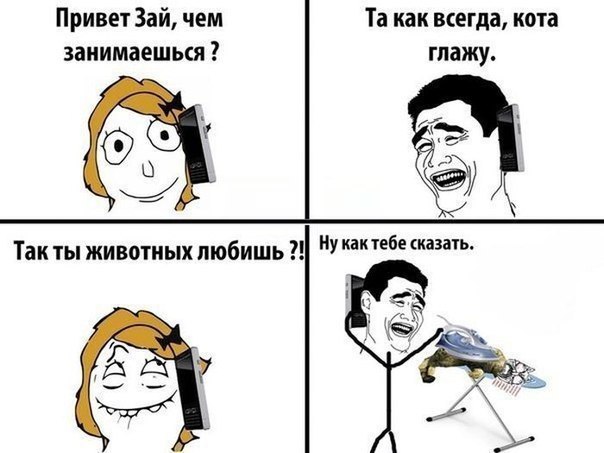 Привет Зай, чем
занимаешься ?
Та как всегда, кота
глажу.
Так ты животных любишь ?!
Ну как тебе сказать.